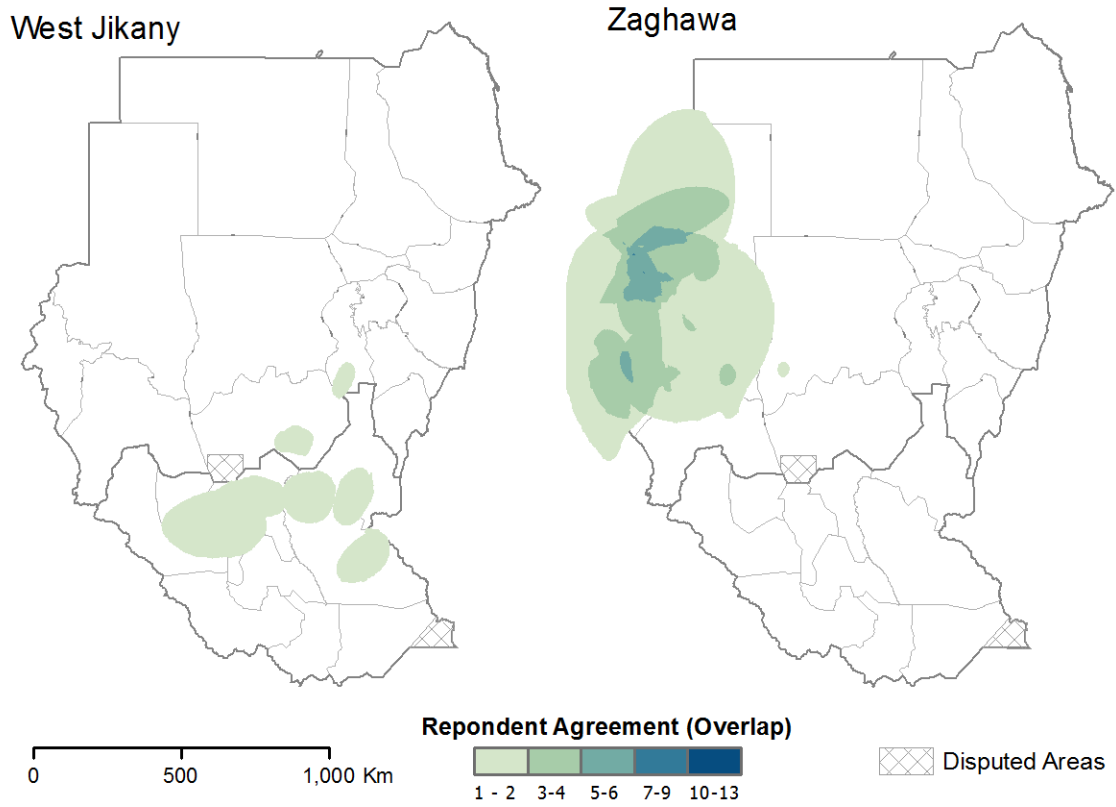 West Jikany
Zaghawa
Repondent Agreement (Overlap)
0 500 1,000 Km
1 - 2 3-4 5-6 7-9 10-13
Disputed Areas